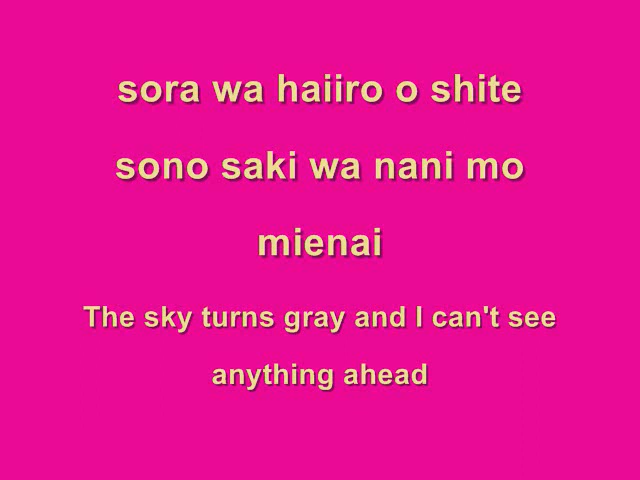 sora wa haiiro o shite
sono saki wa nani mo
mienai
The sky turns gray and I can't see
anything ahead